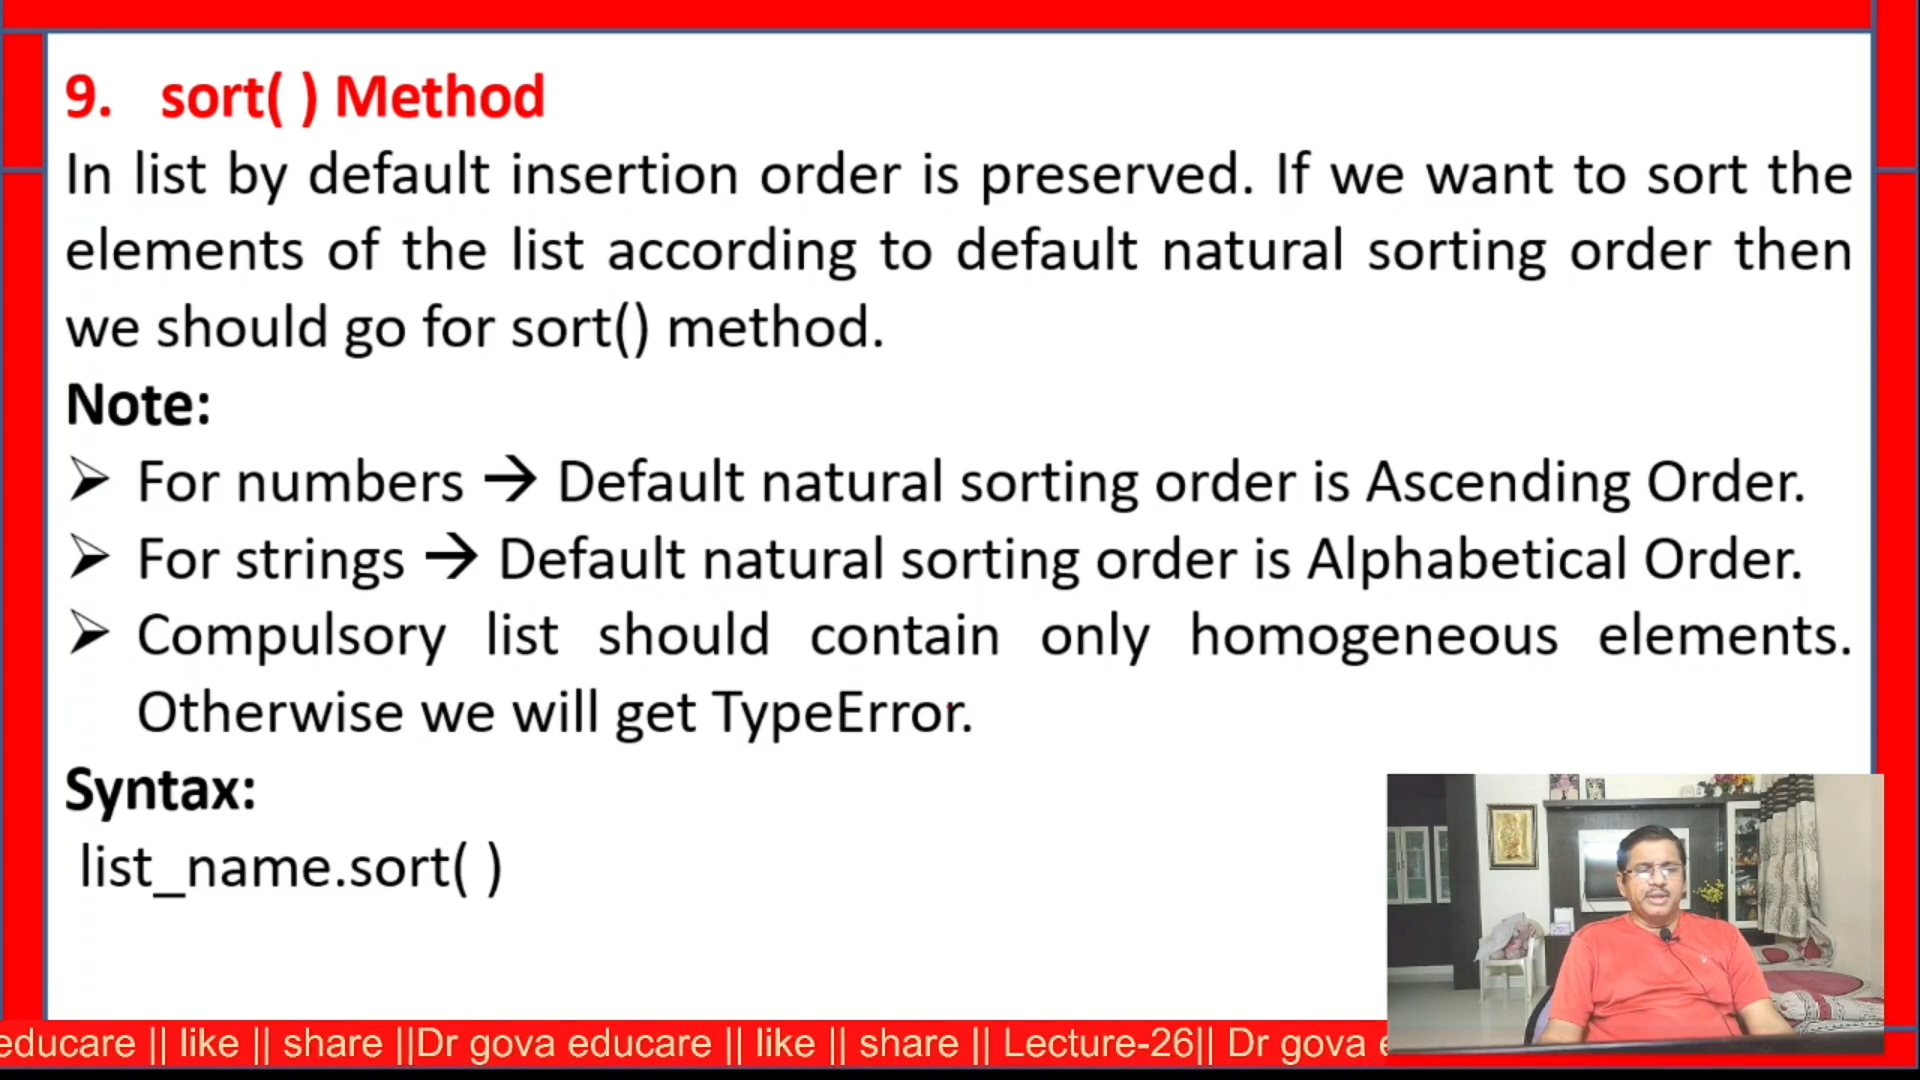 9. sort( ) Method
In list by default insertion order is preserved. If we want to sort the
elements of the list according to default natural sorting order then
we should go for sort() method.
Note:
➢ For numbers → Default natural sorting order is Ascending Order.
➢ For strings → Default natural sorting order is Alphabetical Order.
➢ Compulsory list should contain only homogeneous elements.
Otherwise we will get TypeError.
Syntax:
list_name.sort( )
educare || like || share ||Dr gova educare || like || share || Lecture-26|| Dr gova e